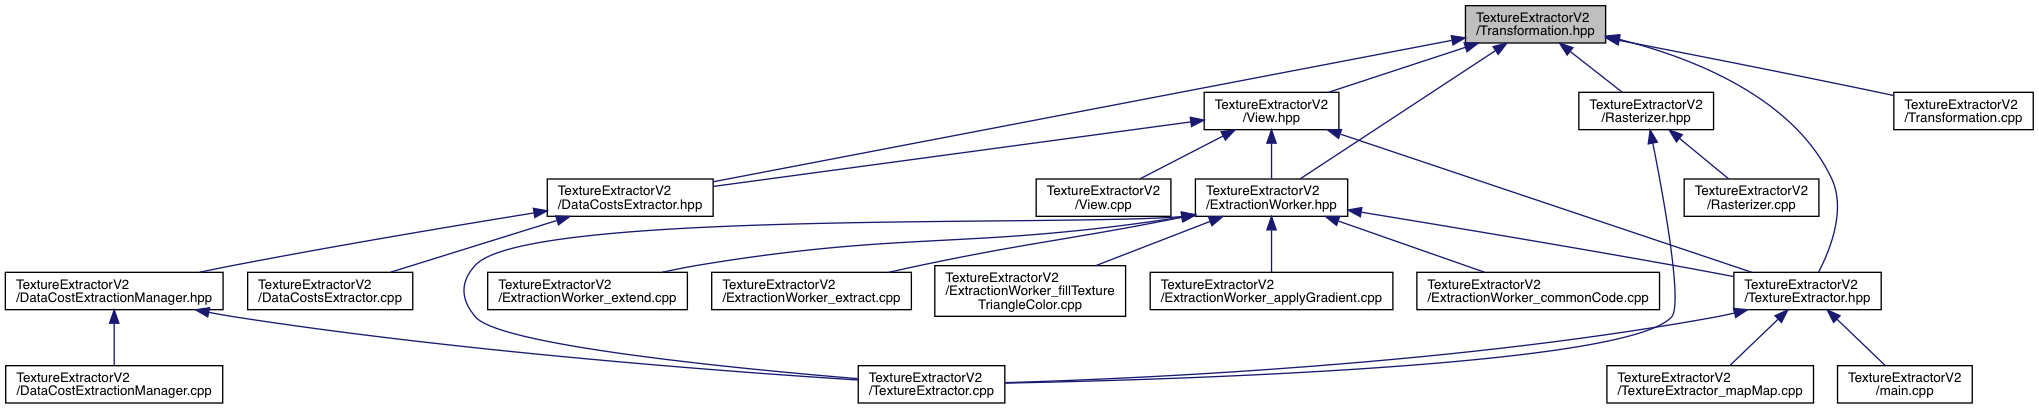 TextureExtractorV2
/Transformation.hpp
TextureExtractorV2
/View.hpp
TextureExtractorV2
/Rasterizer.hpp
TextureExtractorV2
/Transformation.cpp
TextureExtractorV2
/DataCostsExtractor.hpp
TextureExtractorV2
/View.cpp
TextureExtractorV2
/ExtractionWorker.hpp
TextureExtractorV2
/Rasterizer.cpp
TextureExtractorV2
/DataCostExtractionManager.hpp
TextureExtractorV2
/DataCostsExtractor.cpp
TextureExtractorV2
/ExtractionWorker_extend.cpp
TextureExtractorV2
/ExtractionWorker_extract.cpp
TextureExtractorV2
/ExtractionWorker_fillTexture
TriangleColor.cpp
TextureExtractorV2
/ExtractionWorker_applyGradient.cpp
TextureExtractorV2
/ExtractionWorker_commonCode.cpp
TextureExtractorV2
/TextureExtractor.hpp
TextureExtractorV2
/DataCostExtractionManager.cpp
TextureExtractorV2
/TextureExtractor.cpp
TextureExtractorV2
/TextureExtractor_mapMap.cpp
TextureExtractorV2
/main.cpp